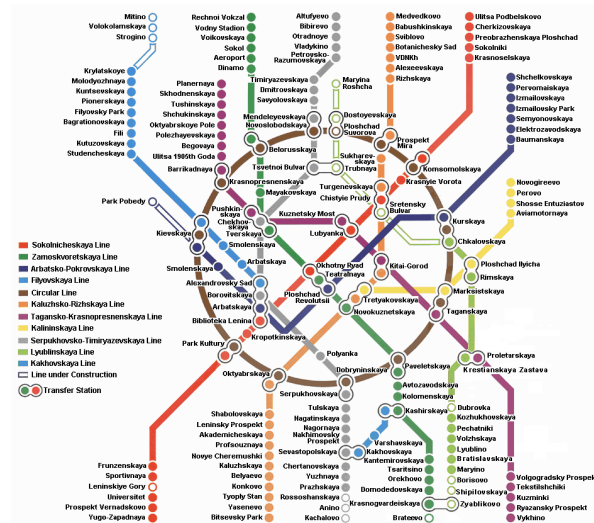 Mitino
Volokolamskaya
Strogino
Krylatskoye
Molodyozhnaya
Kuntsevskaya
Pionerskaya
Filyovsky Park
Bagrationovskaya
Fili
Kutuzovskaya
Studencheskaya
Park Pobedy
Kievskaya
Rechnoi Vokzal
Vodny Stadion
Voikovskaya
Sokol
Aeroport
Dinamo
Planernaya
Skhodnenskaya
Tushinskaya
Shchukinskaya
Oktyabrskoye Pole
Polezhayevskaya
Begovaya
Ulitsa 1905th Goda
Barrikadnaya
Krasnopresnenskaya
Altufyevo
Bibirevo
Otradnoye
Vladykino
Petrovsko-
Razumovskaya
Timiryazevskaya
Dmitrovskaya
Savyolovskaya
Mendeleyevskaya
Novoslobodskaya
Belorusskaya
Tsvetnoi Bulvar
Mayakovskaya
Maryina
Roshcha
Dostoyevskaya
Ploshchad
Suvorova
Sukharev-
skaya
Trubnaya
Turgenevskaya
Chistyie Prudy
Sretensky
Bulvar
Medvedkovo
Babushkinskaya
Sviblovo
Botanichesky Sad
VDNKh
Alexeevskaya
Rizhskaya
Prospekt
Mira
Ulitsa Podbelskovo
Cherkizovskaya
Preobrazhenskaya Ploshchad
Sokolniki
Krasnoselskaya
Komsomolskaya
Krasnyie Vorota
Shchelkovskaya
Pervomaiskaya
Izmailovskaya
Izmailovsky Park
Semyonovskaya
Elektrozavodskaya
Baumanskaya
Kurskaya
Chkalovskaya
Novogireevo
Perovo
Shosse Entuziastov
Aviamotornaya
Ploshchad Ilyicha
Rimskaya
Marksistskaya
Taganskaya
Pushkin-
skaya
Chekhov-
skaya
Tverskaya
Kuznetsky Most
Lubyanka
Kitai-Gorod
Smolenskaya
Arbatskaya
Smolenskaya
Alexandrovsky Sad
Borovitskaya
Arbatskaya
Biblioteka Lenina
Kropotkinskaya
Okhotny Ryad
Teatralnaya
Ploshchad
Revolutsii
Tretyakovskaya
Novokuznetskaya
Park Kultury
Oktyabrskaya
Polyanka
Dobryninskaya
Serpukhovskaya
Paveletskaya
Avtozavodskaya
Kolomenskaya
Kashirskaya
Varshavskaya
Kakhovskaya
Kantemirovskaya
Tsaritsino
Orekhovo
Domodedovskaya
Krasnogvardeiskaya
Brateevo
Proletarskaya
Krestianskaya Zastava
Dubrovka
Kozhukhovskaya
Pechatniki
Volzhskaya
Lyublino
Bratislavskaya
Maryino
Borisovo
Shipilovskaya
Zyablikovo
Volgogradsky Prospekt
Tekstilshchiki
Kuzminki
Ryazansky Prospekt
Vykhino
Tulskaya
Nagatinskaya
Nagornaya
Nakhimovsky
Prospekt
Sevastopolskaya
Chertanovskaya
Yuzhnaya
Prazhskaya
Rossoshanskaya
Anino
Kachalovo
Shabolovskaya
Leninsky Prospekt
Akademicheskaya
Profsouznaya
Novye Cheremushki
Kaluzhskaya
Belyaevo
Konkovo
Tyoply Stan
Yasenevo
Bitsevsky Park
Frunzenskaya
Sportivnaya
Leninskiye Gory
Universitet
Prospekt Vernadskovo
Yugo-Zapadnaya
Sokolnicheskaya Line
Zamoskvoretskaya Line
Arbatsko-Pokrovskaya Line
Filyovskaya Line
Circular Line
Kaluzhsko-Rizhskaya Line
Tagansko-Krasnopresnenskaya Line
Kalininskaya Line
Serpukhovsko-Timiryazevskaya Line
Lyublinskaya Line
Kakhovskaya Line
Line under Construction
Transfer Station